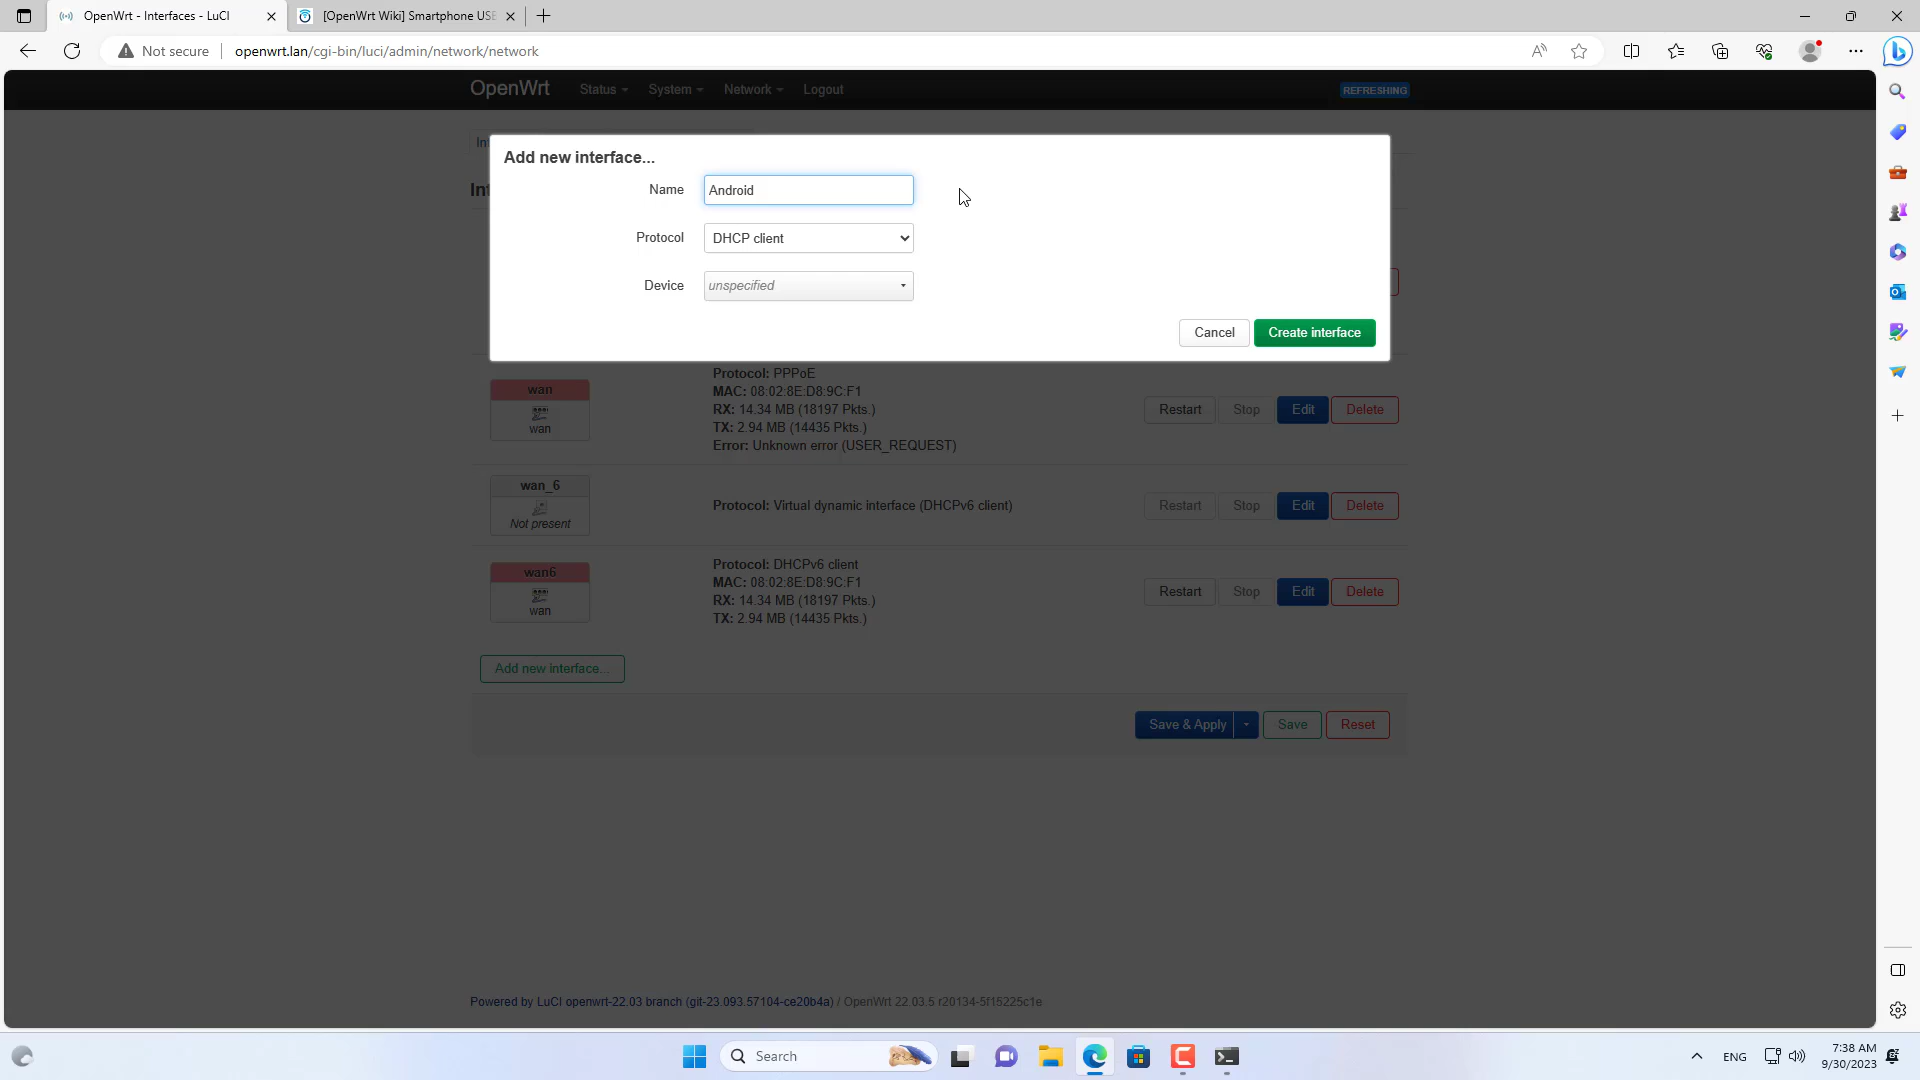 OpenWrt - Interfaces - LuCI
[OpenWrt Wiki] Smartphone USB
Not secure
openwrt.lan/cgi-bin/luci/admin/network/network
OpenWrt
Status
System
Network
Logout
REFRESHING
Add new interface...
Name
Android
Protocol
DHCP client
Device
unspecified
Cancel
Create interface
wan
wan
Protocol: PPPoE
MAC: 08:02:8E:D8:9C:F1
RX: 14.34 MB (18197 Pkts.)
TX: 2.94 MB (14435 Pkts.)
Error: Unknown error (USER_REQUEST)
Restart
Stop
Edit
Delete
wan_6
Not present
Protocol: Virtual dynamic interface (DHCPv6 client)
Restart
Stop
Edit
Delete
wan6
wan
Protocol: DHCPv6 client
MAC: 08:02:8E:D8:9C:F1
RX: 14.34 MB (18197 Pkts.)
TX: 2.94 MB (14435 Pkts.)
Restart
Stop
Edit
Delete
Add new interface...
Save & Apply
Save
Reset
Powered by LuCI openwrt-22.03 branch (git-23.093.57104-ce20b4a) / OpenWrt 22.03.5 r20134-5f15225c1e
Search
ENG
7:38 AM
9/30/2023